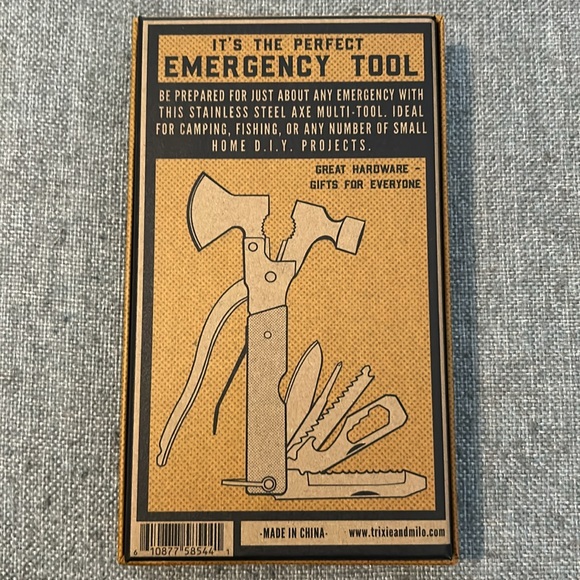 IT'S THE PERFECT
EMERGENCY TOOL
BE PREPARED FOR JUST ABOUT ANY EMERGENCY WITH
THIS STAINLESS STEEL AXE MULTI-TOOL. IDEAL
FOR CAMPING, FISHING, OR ANY NUMBER OF SMALL
HOME D.I.Y. PROJECTS.
GREAT HARDWARE -
GIFTS FOR EVERYONE
6 10877 58544 1
-MADE IN CHINA-
www.trixieandmilo.com